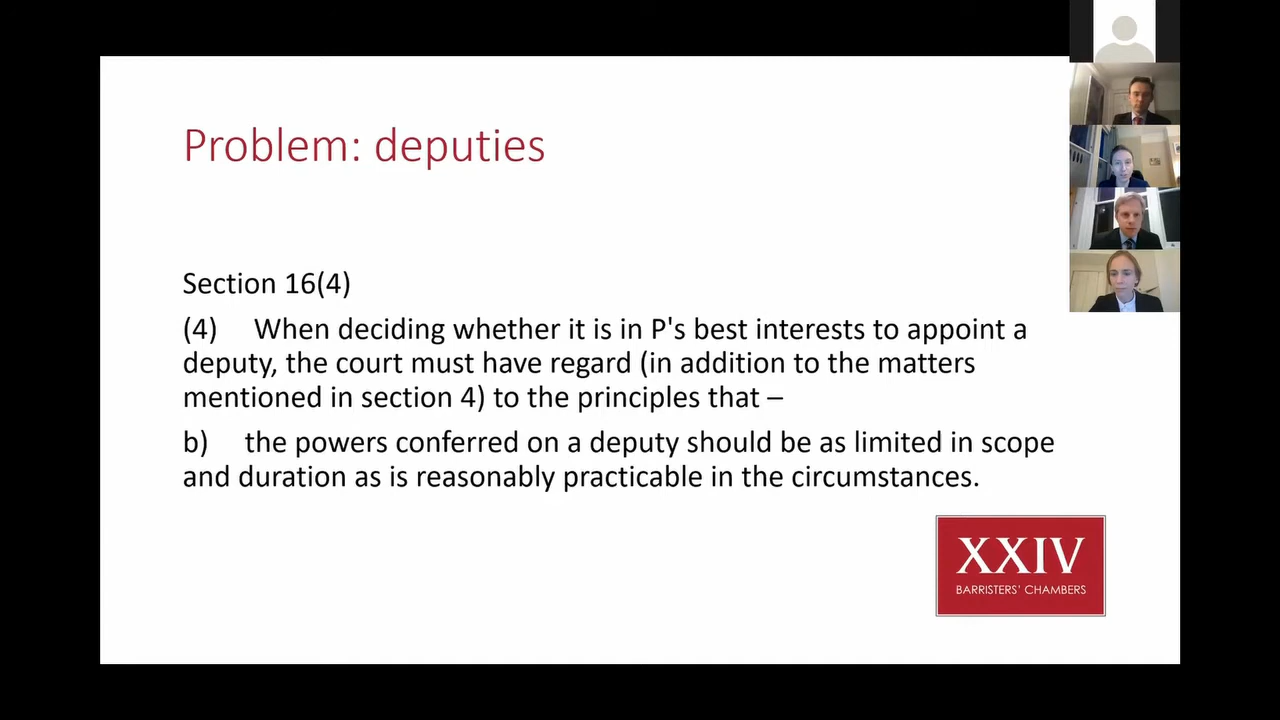 Problem: deputies
Section 16(4)
(4) When deciding whether it is in P's best interests to appoint a
deputy, the court must have regard (in addition to the matters
mentioned in section 4) to the principles that –
b) the powers conferred on a deputy should be as limited in scope
and duration as is reasonably practicable in the circumstances.
XXIV
BARRISTERS' CHAMBERS